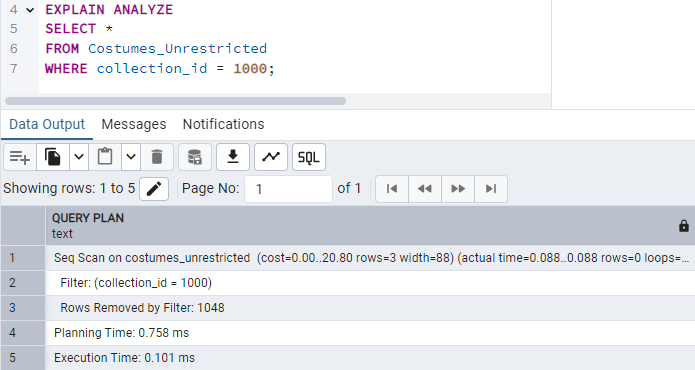 4 EXPLAIN ANALYZE
5 SELECT *
6 FROM Costumes_Unrestricted
7 WHERE collection_id = 1000;
Data Output Messages Notifications
SQL
Showing rows: 1 to 5 Page No: 1 of 1
QUERY PLAN
text
1 Seq Scan on costumes_unrestricted (cost=0.00..20.80 rows=3 width=88) (actual time=0.088..0.088 rows=0 loops=...
2 Filter: (collection_id = 1000)
3 Rows Removed by Filter: 1048
4 Planning Time: 0.758 ms
5 Execution Time: 0.101 ms